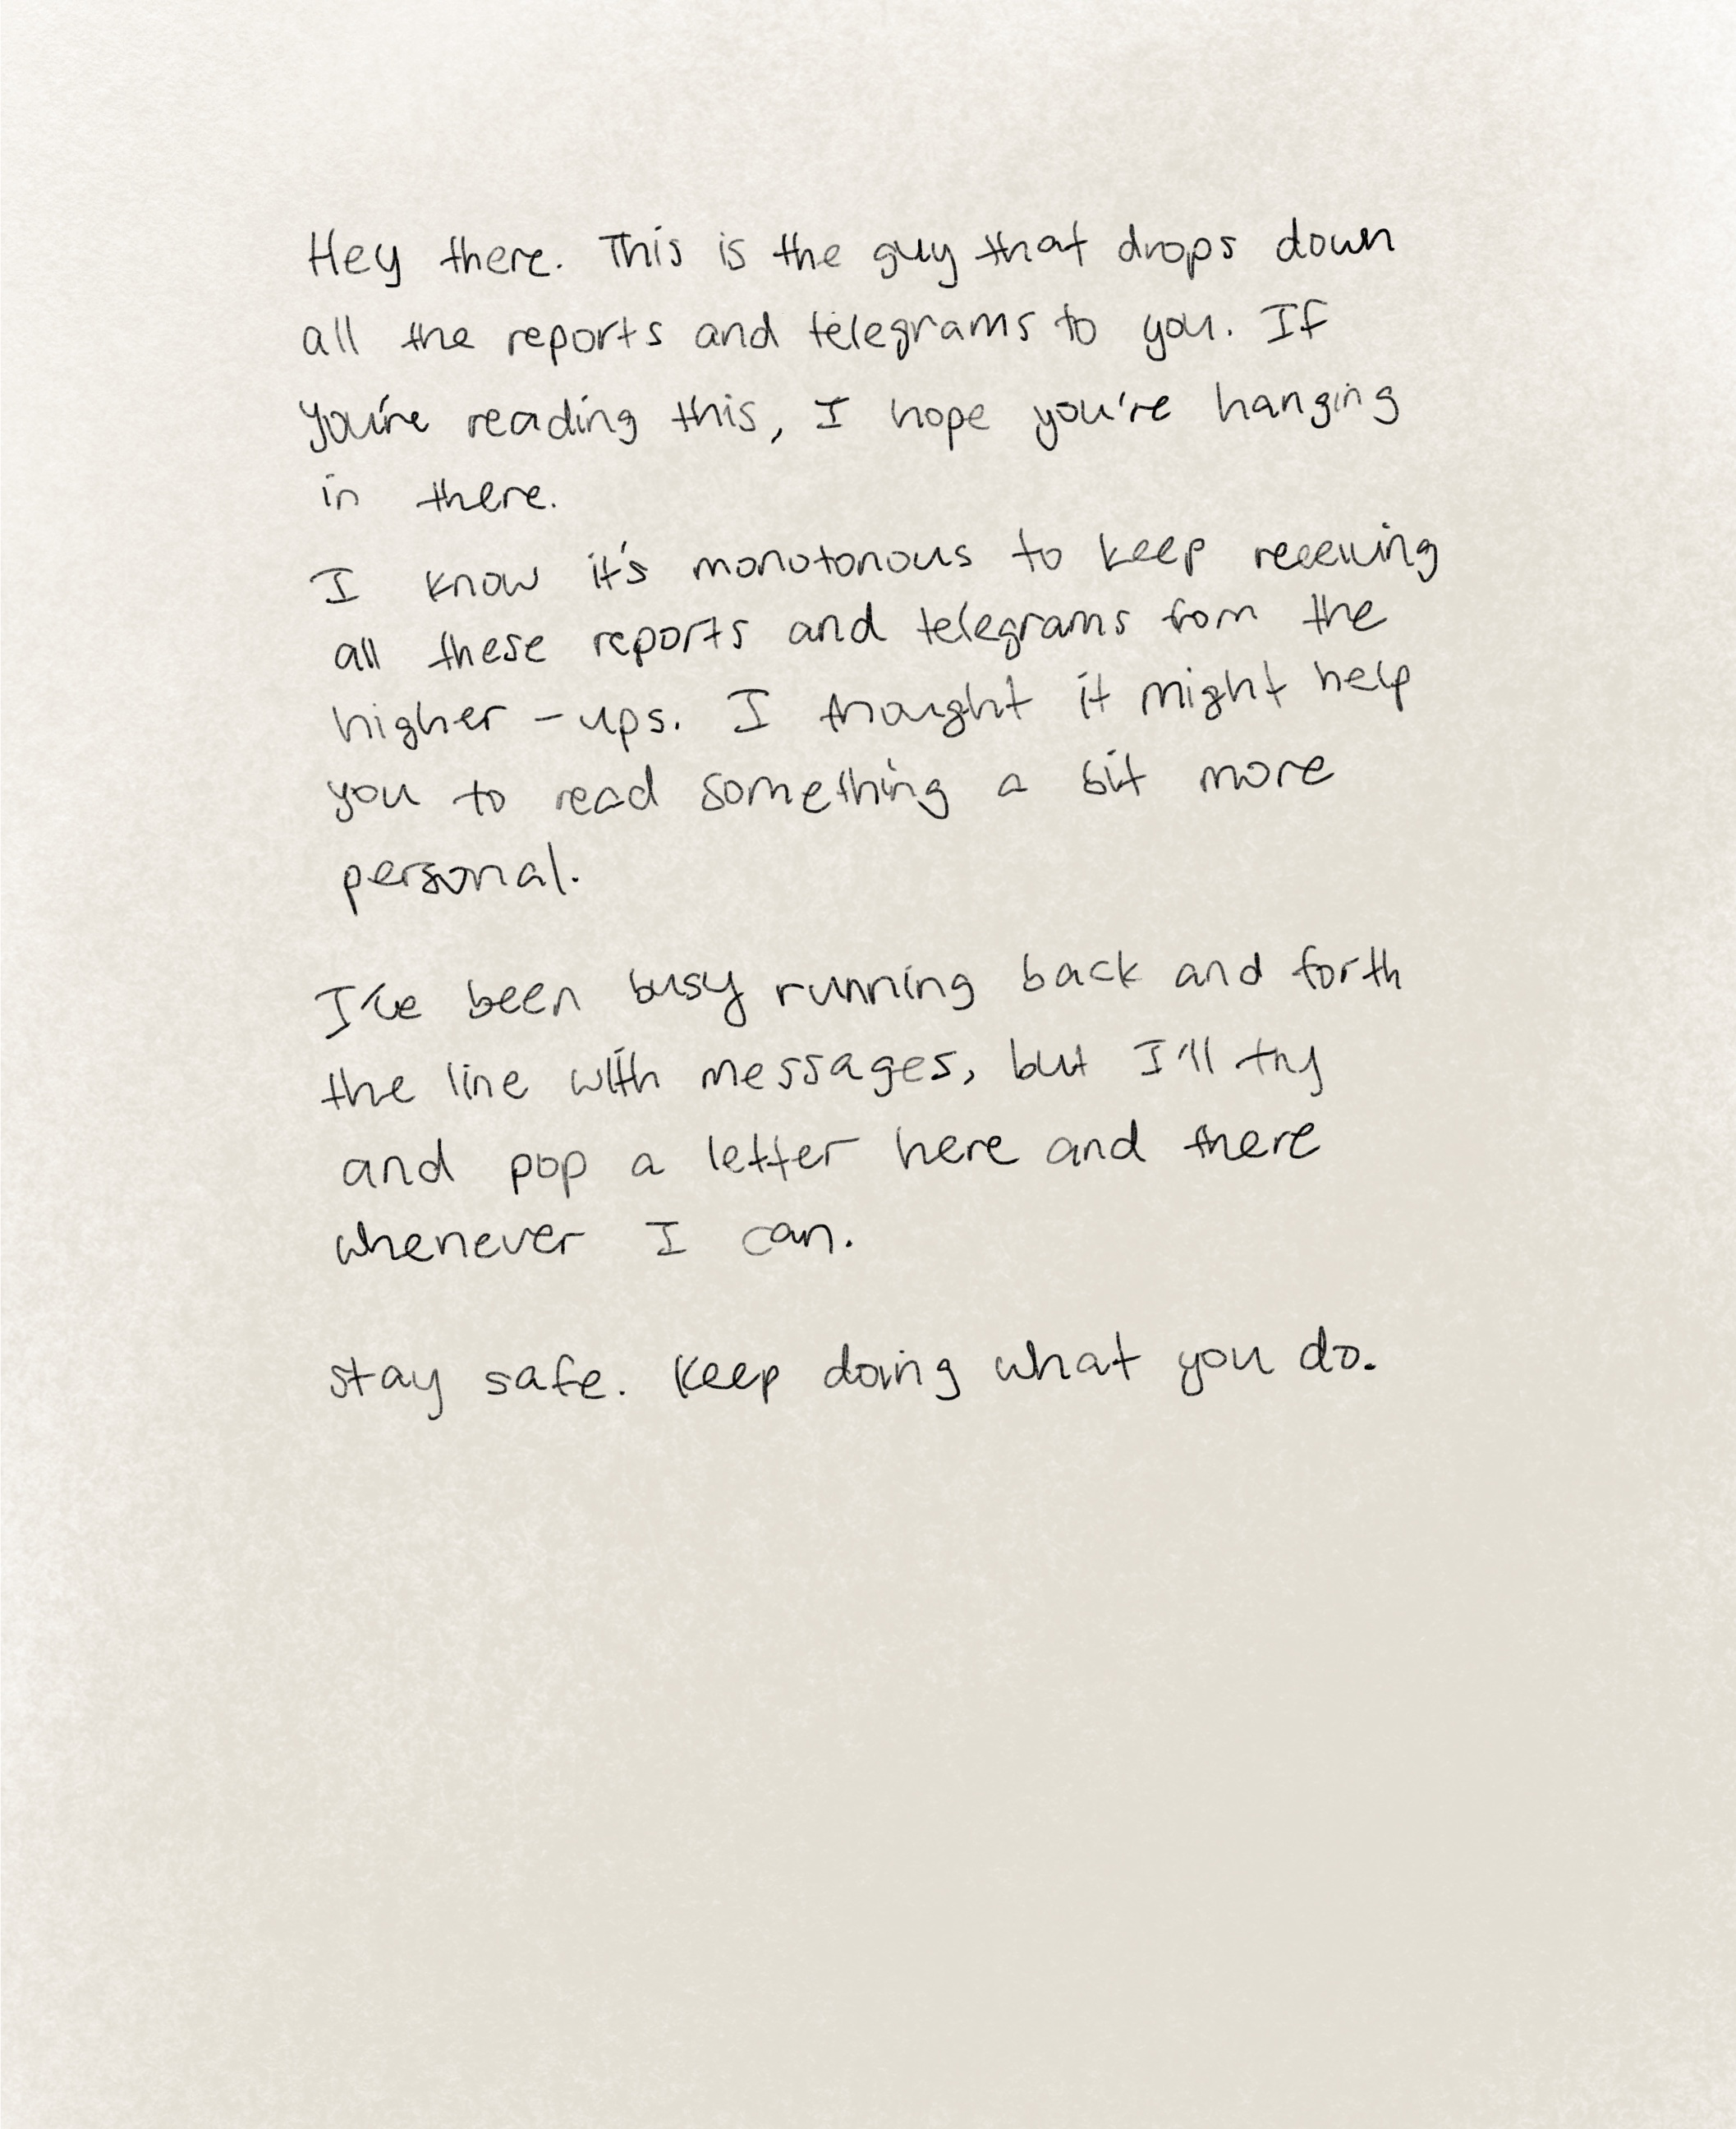 Hey there. This is the guy that drops down
all the reports and telegrams to you. If
you're reading this, I hope you're hanging
in there.
I know it's monotonous to keep receiving
all these reports and telegrams from the
higher-ups. I thought it might help
you to read something a bit more
personal.
I've been busy running back and forth
the line with messages, but I'll try
and pop a letter here and there
whenever I can.
stay safe. Keep doing what you do.